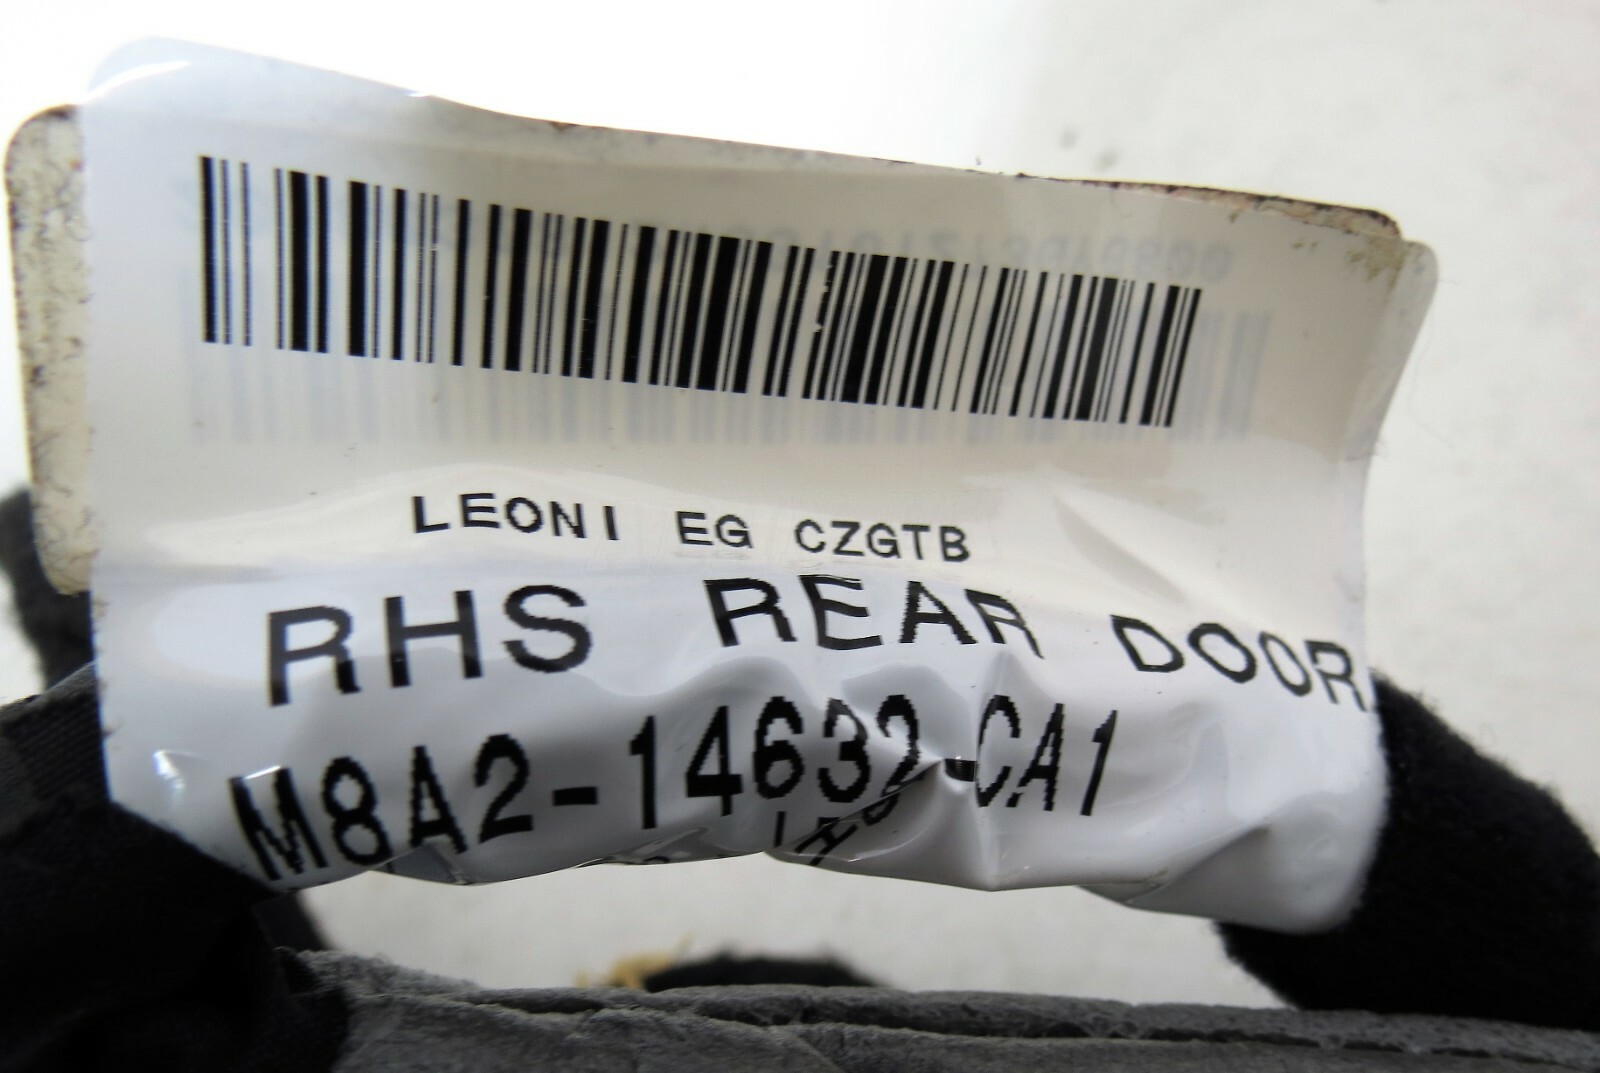 LEONI EG CZGTB
RHS REAR DOOR
M8A2-14632-CA1